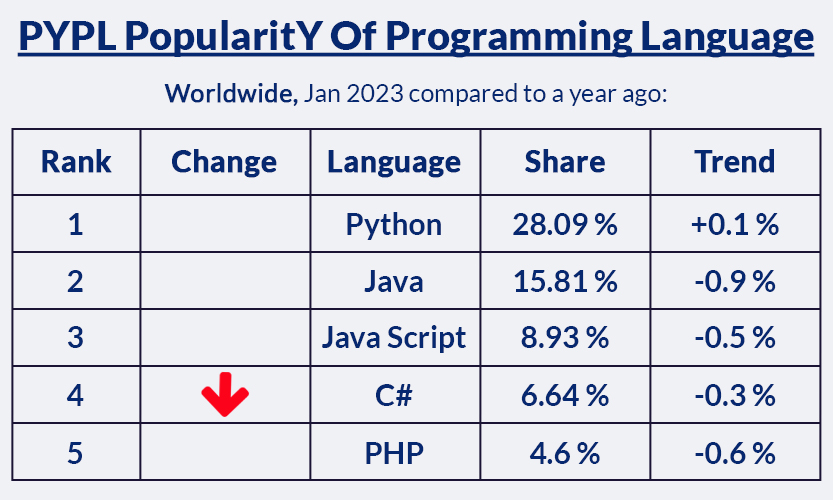 PYPL PopularitY Of Programming Language
Worldwide, Jan 2023 compared to a year ago:
Rank Change Language Share Trend
1 Python 28.09 % +0.1 %
2 Java 15.81 % -0.9 %
3 Java Script 8.93 % -0.5 %
4 C# 6.64 % -0.3 %
5 PHP 4.6 % -0.6 %